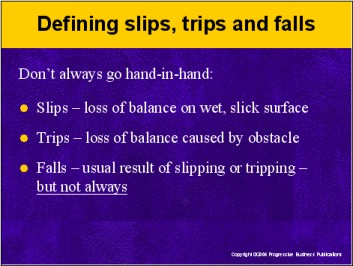 Defining slips, trips and falls
Don't always go hand-in-hand:
Slips – loss of balance on wet, slick surface
Trips – loss of balance caused by obstacle
Falls – usual result of slipping or tripping –
but not always
Copyright ©2004 Progressive Business Publications